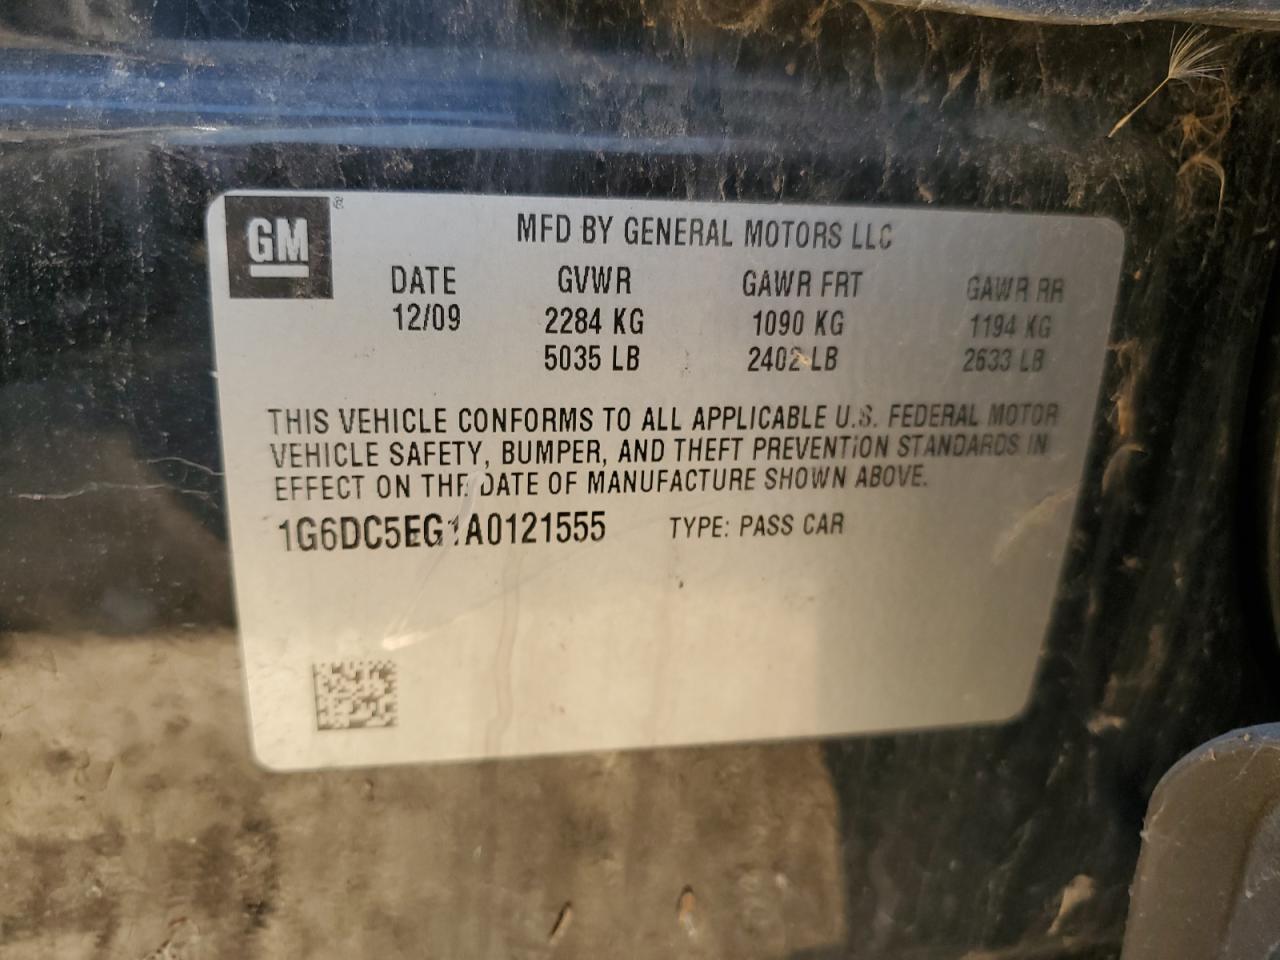 GM
MFD BY GENERAL MOTORS LLC
DATE GVWR GAWR FRT GAWR RR
12/09 2284 KG 1090 KG 1194 KG
5035 LB 2402 LB 2633 LB
THIS VEHICLE CONFORMS TO ALL APPLICABLE U.S. FEDERAL MOTOR
VEHICLE SAFETY, BUMPER, AND THEFT PREVENTION STANDARDS IN
EFFECT ON THE DATE OF MANUFACTURE SHOWN ABOVE.
1G6DC5EG1A0121555 TYPE: PASS CAR